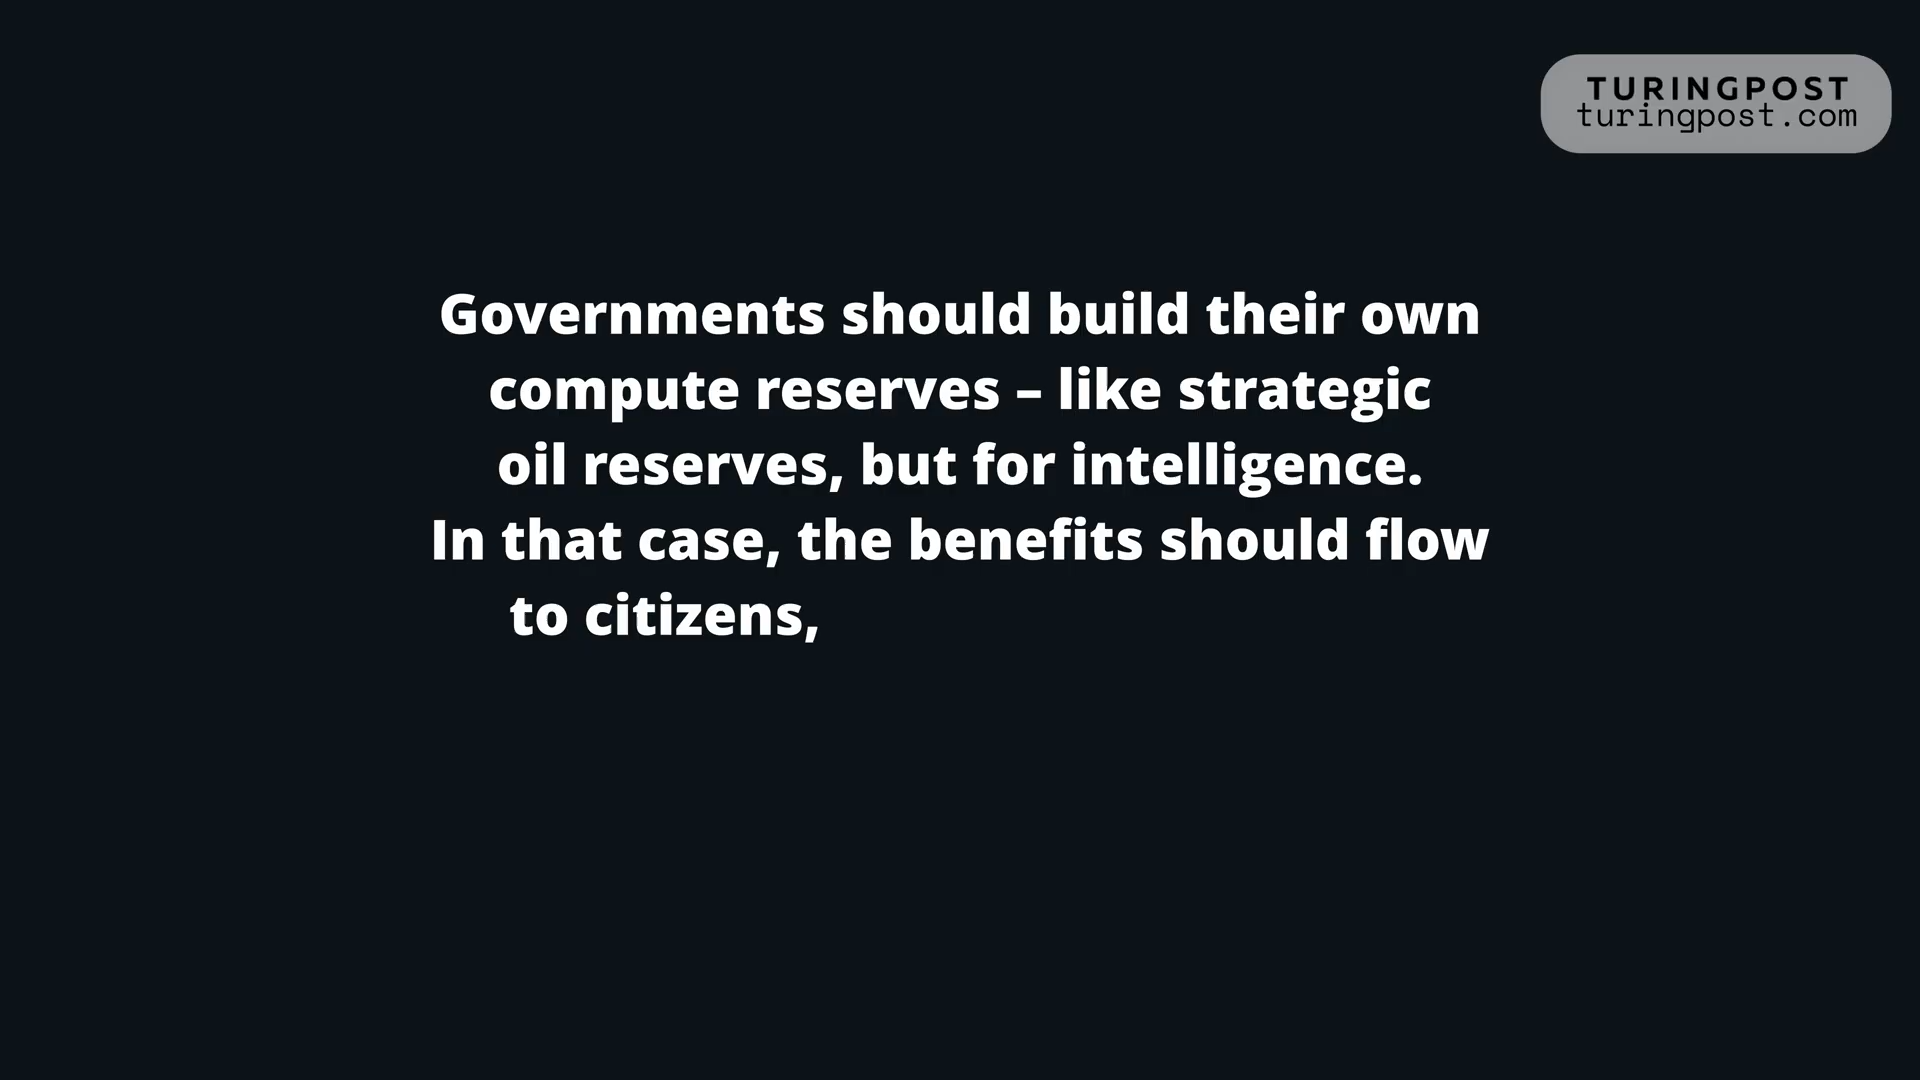 TURINGPOST
turingpost.com
Governments should build their own
compute reserves – like strategic
oil reserves, but for intelligence.
In that case, the benefits should flow
to citizens,